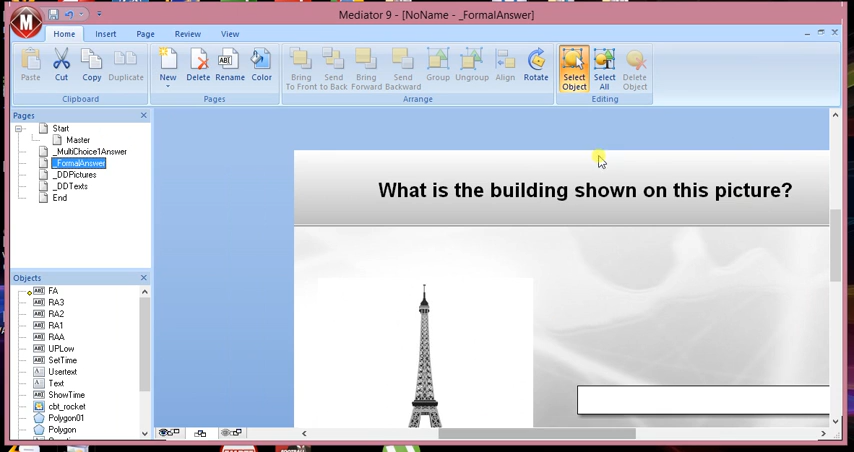 Mediator 9 - [NoName - _FormalAnswer]
Home Insert Page Review View
Paste Cut Copy Duplicate
Clipboard
New Delete Rename Color
Pages
Bring To Front Send to Back Bring Forward Send Backward Group Ungroup Align Rotate
Arrange
Select Object Select All Delete Object
Editing
Pages
Start
Master
_MultiChoice1Answer
_FormalAnswer
_DDPictures
_DDTexts
End
Objects
FA
RA3
RA2
RA1
RAA
UPLow
SetTime
Usertext
Text
ShowTime
cbt_rocket
Polygon01
Polygon
What is the building shown on this picture?